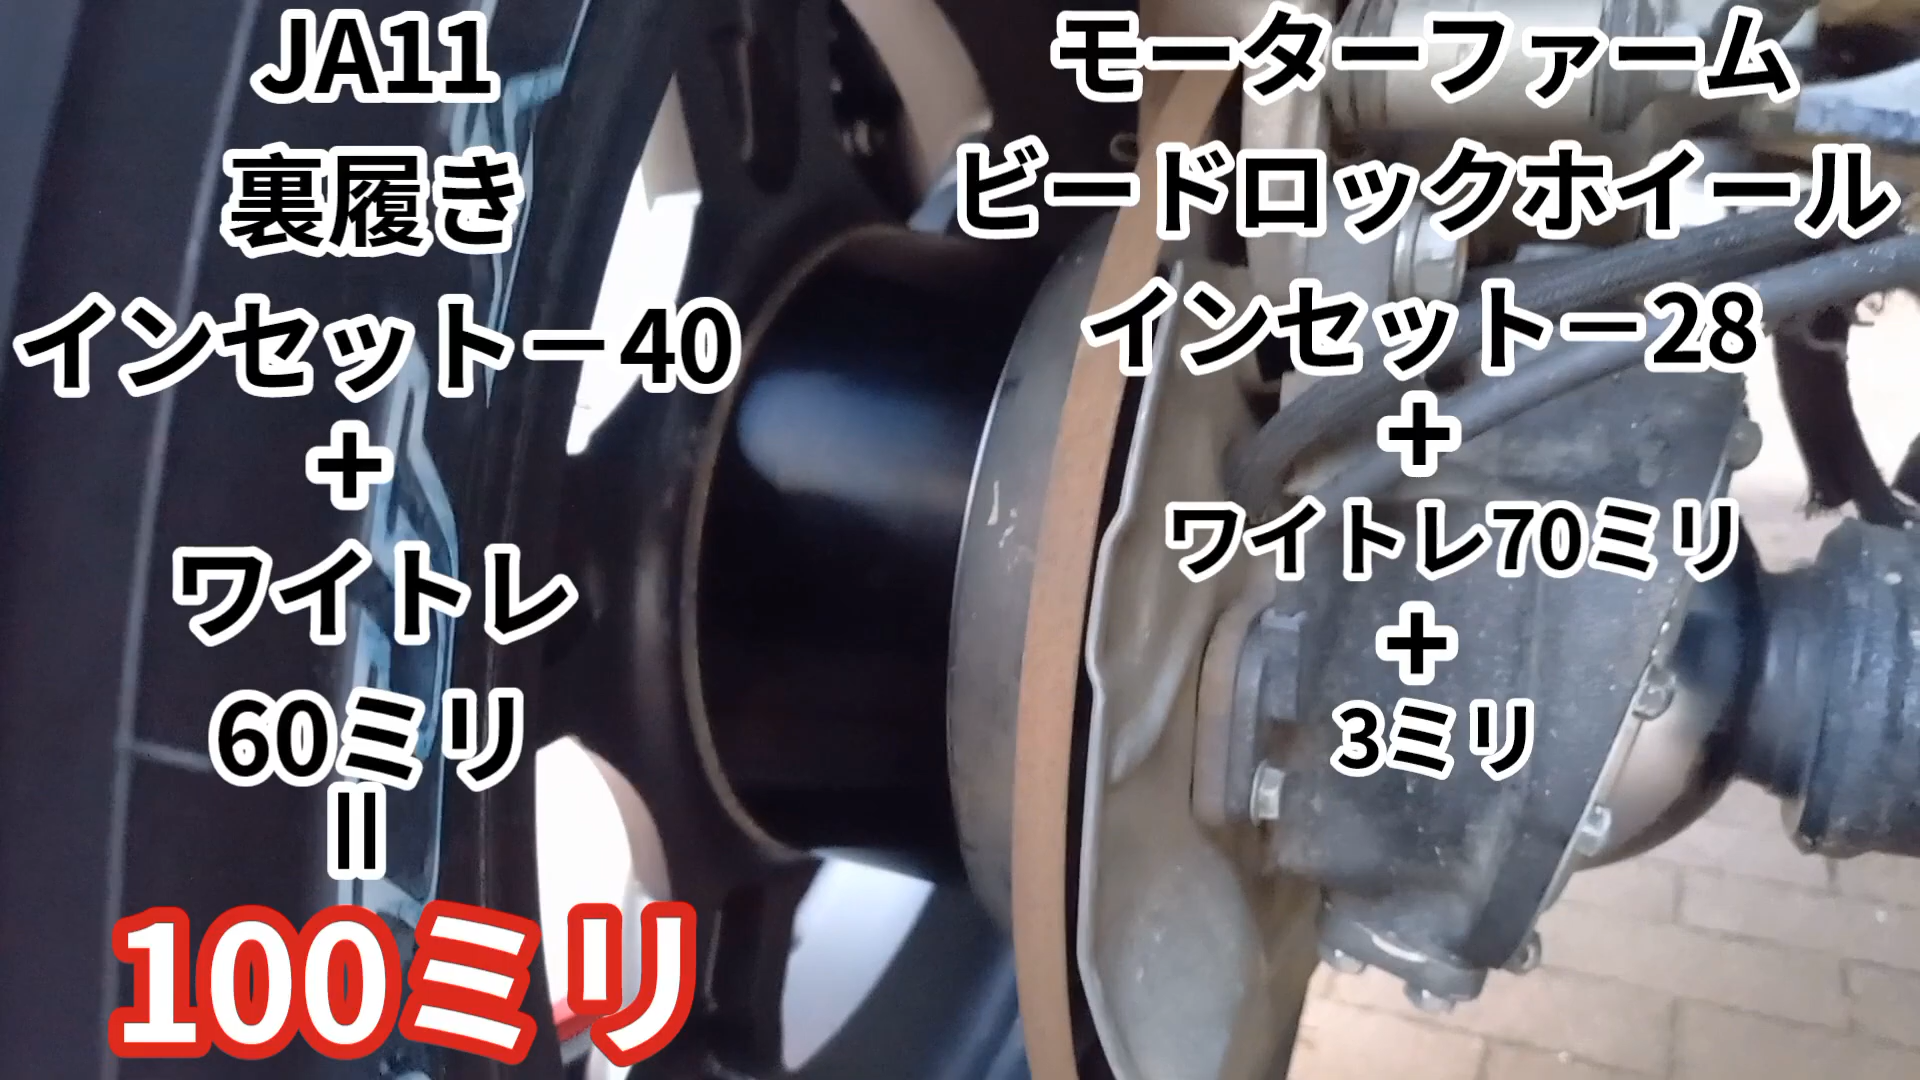 JA11
裏履き
インセット－40
＋
ワイトレ
60ミリ
||
100ミリ
モーターファーム
ビードロックホイール
インセット－28
＋
ワイトレ70ミリ
＋
3ミリ